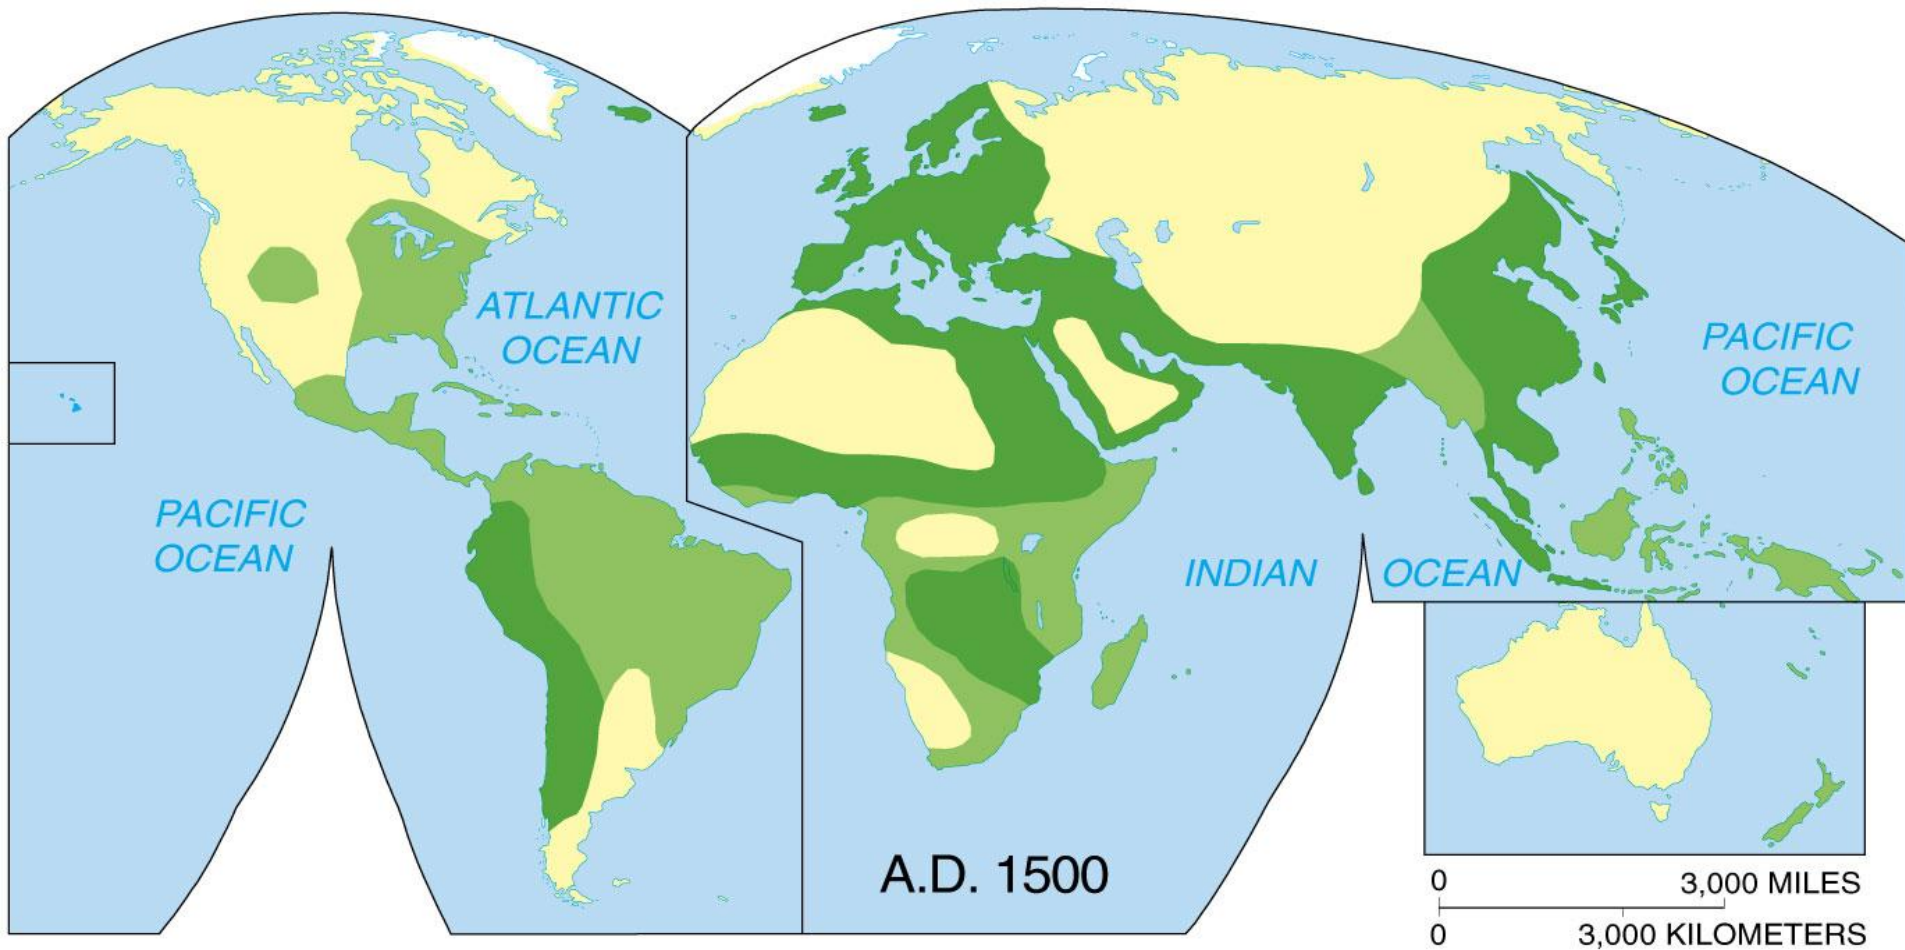 ATLANTIC
OCEAN
PACIFIC
OCEAN
PACIFIC
OCEAN
INDIAN OCEAN
A.D. 1500
0 3,000 MILES
0 3,000 KILOMETERS